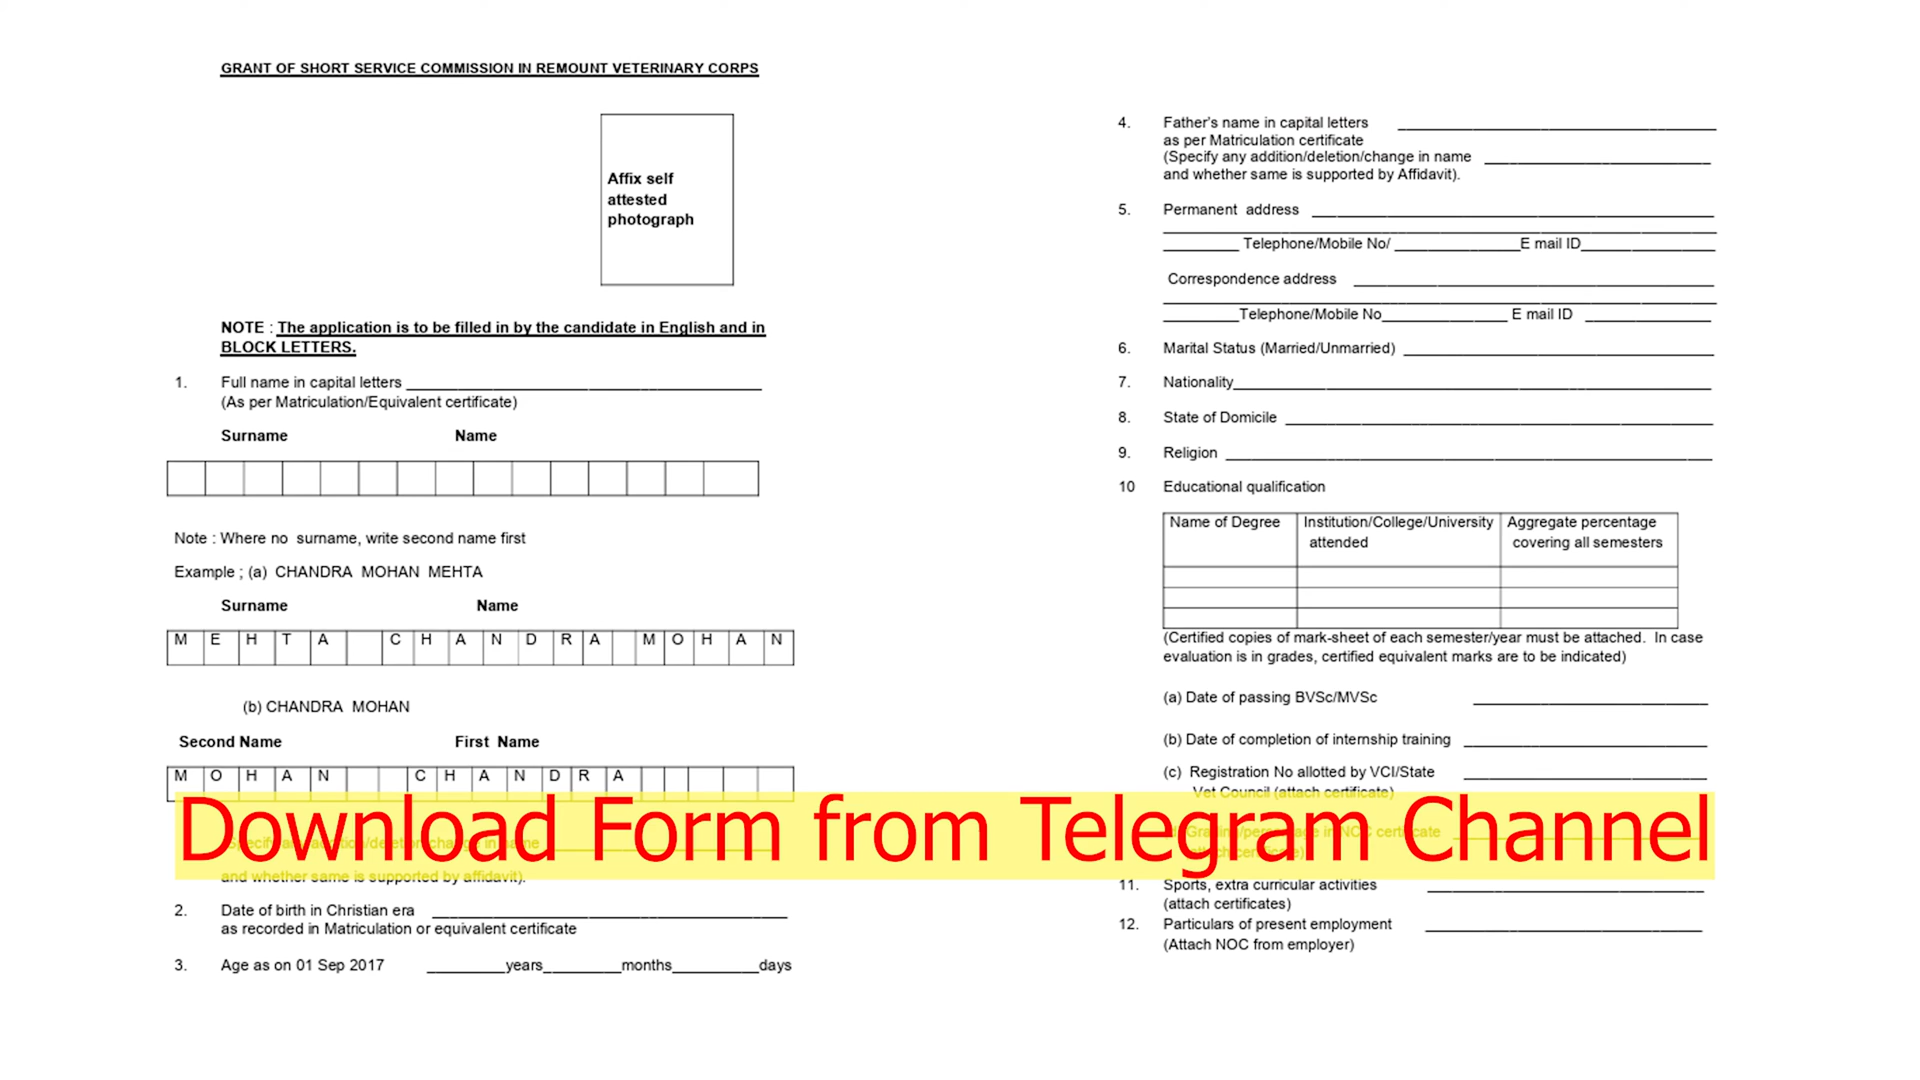 GRANT OF SHORT SERVICE COMMISSION IN REMOUNT VETERINARY CORPS
Affix self
attested
photograph
NOTE : The application is to be filled in by the candidate in English and in
BLOCK LETTERS.
1. Full name in capital letters
(As per Matriculation/Equivalent certificate)
Surname Name
Note : Where no surname, write second name first
Example ; (a) CHANDRA MOHAN MEHTA
Surname Name
M E H T A C H A N D R A M O H A N
(b) CHANDRA MOHAN
Second Name First Name
M O H A N C H A N D R A
and whether same is supported by affidavit).
2. Date of birth in Christian era
as recorded in Matriculation or equivalent certificate
3. Age as on 01 Sep 2017 ________years________months_________days
4. Father's name in capital letters
as per Matriculation certificate
(Specify any addition/deletion/change in name
and whether same is supported by Affidavit).
5. Permanent address
Telephone/Mobile No/ ______________E mail ID
Correspondence address
Telephone/Mobile No______________ E mail ID
6. Marital Status (Married/Unmarried)
7. Nationality
8. State of Domicile
9. Religion
10 Educational qualification
Name of Degree Institution/College/University Aggregate percentage
attended covering all semesters
(Certified copies of mark-sheet of each semester/year must be attached. In case
evaluation is in grades, certified equivalent marks are to be indicated)
(a) Date of passing BVSc/MVSc
(b) Date of completion of internship training
(c) Registration No allotted by VCI/State
Vet Council (attach certificate)
11. Sports, extra curricular activities
(attach certificates)
12. Particulars of present employment
(Attach NOC from employer)
Download Form from Telegram Channel